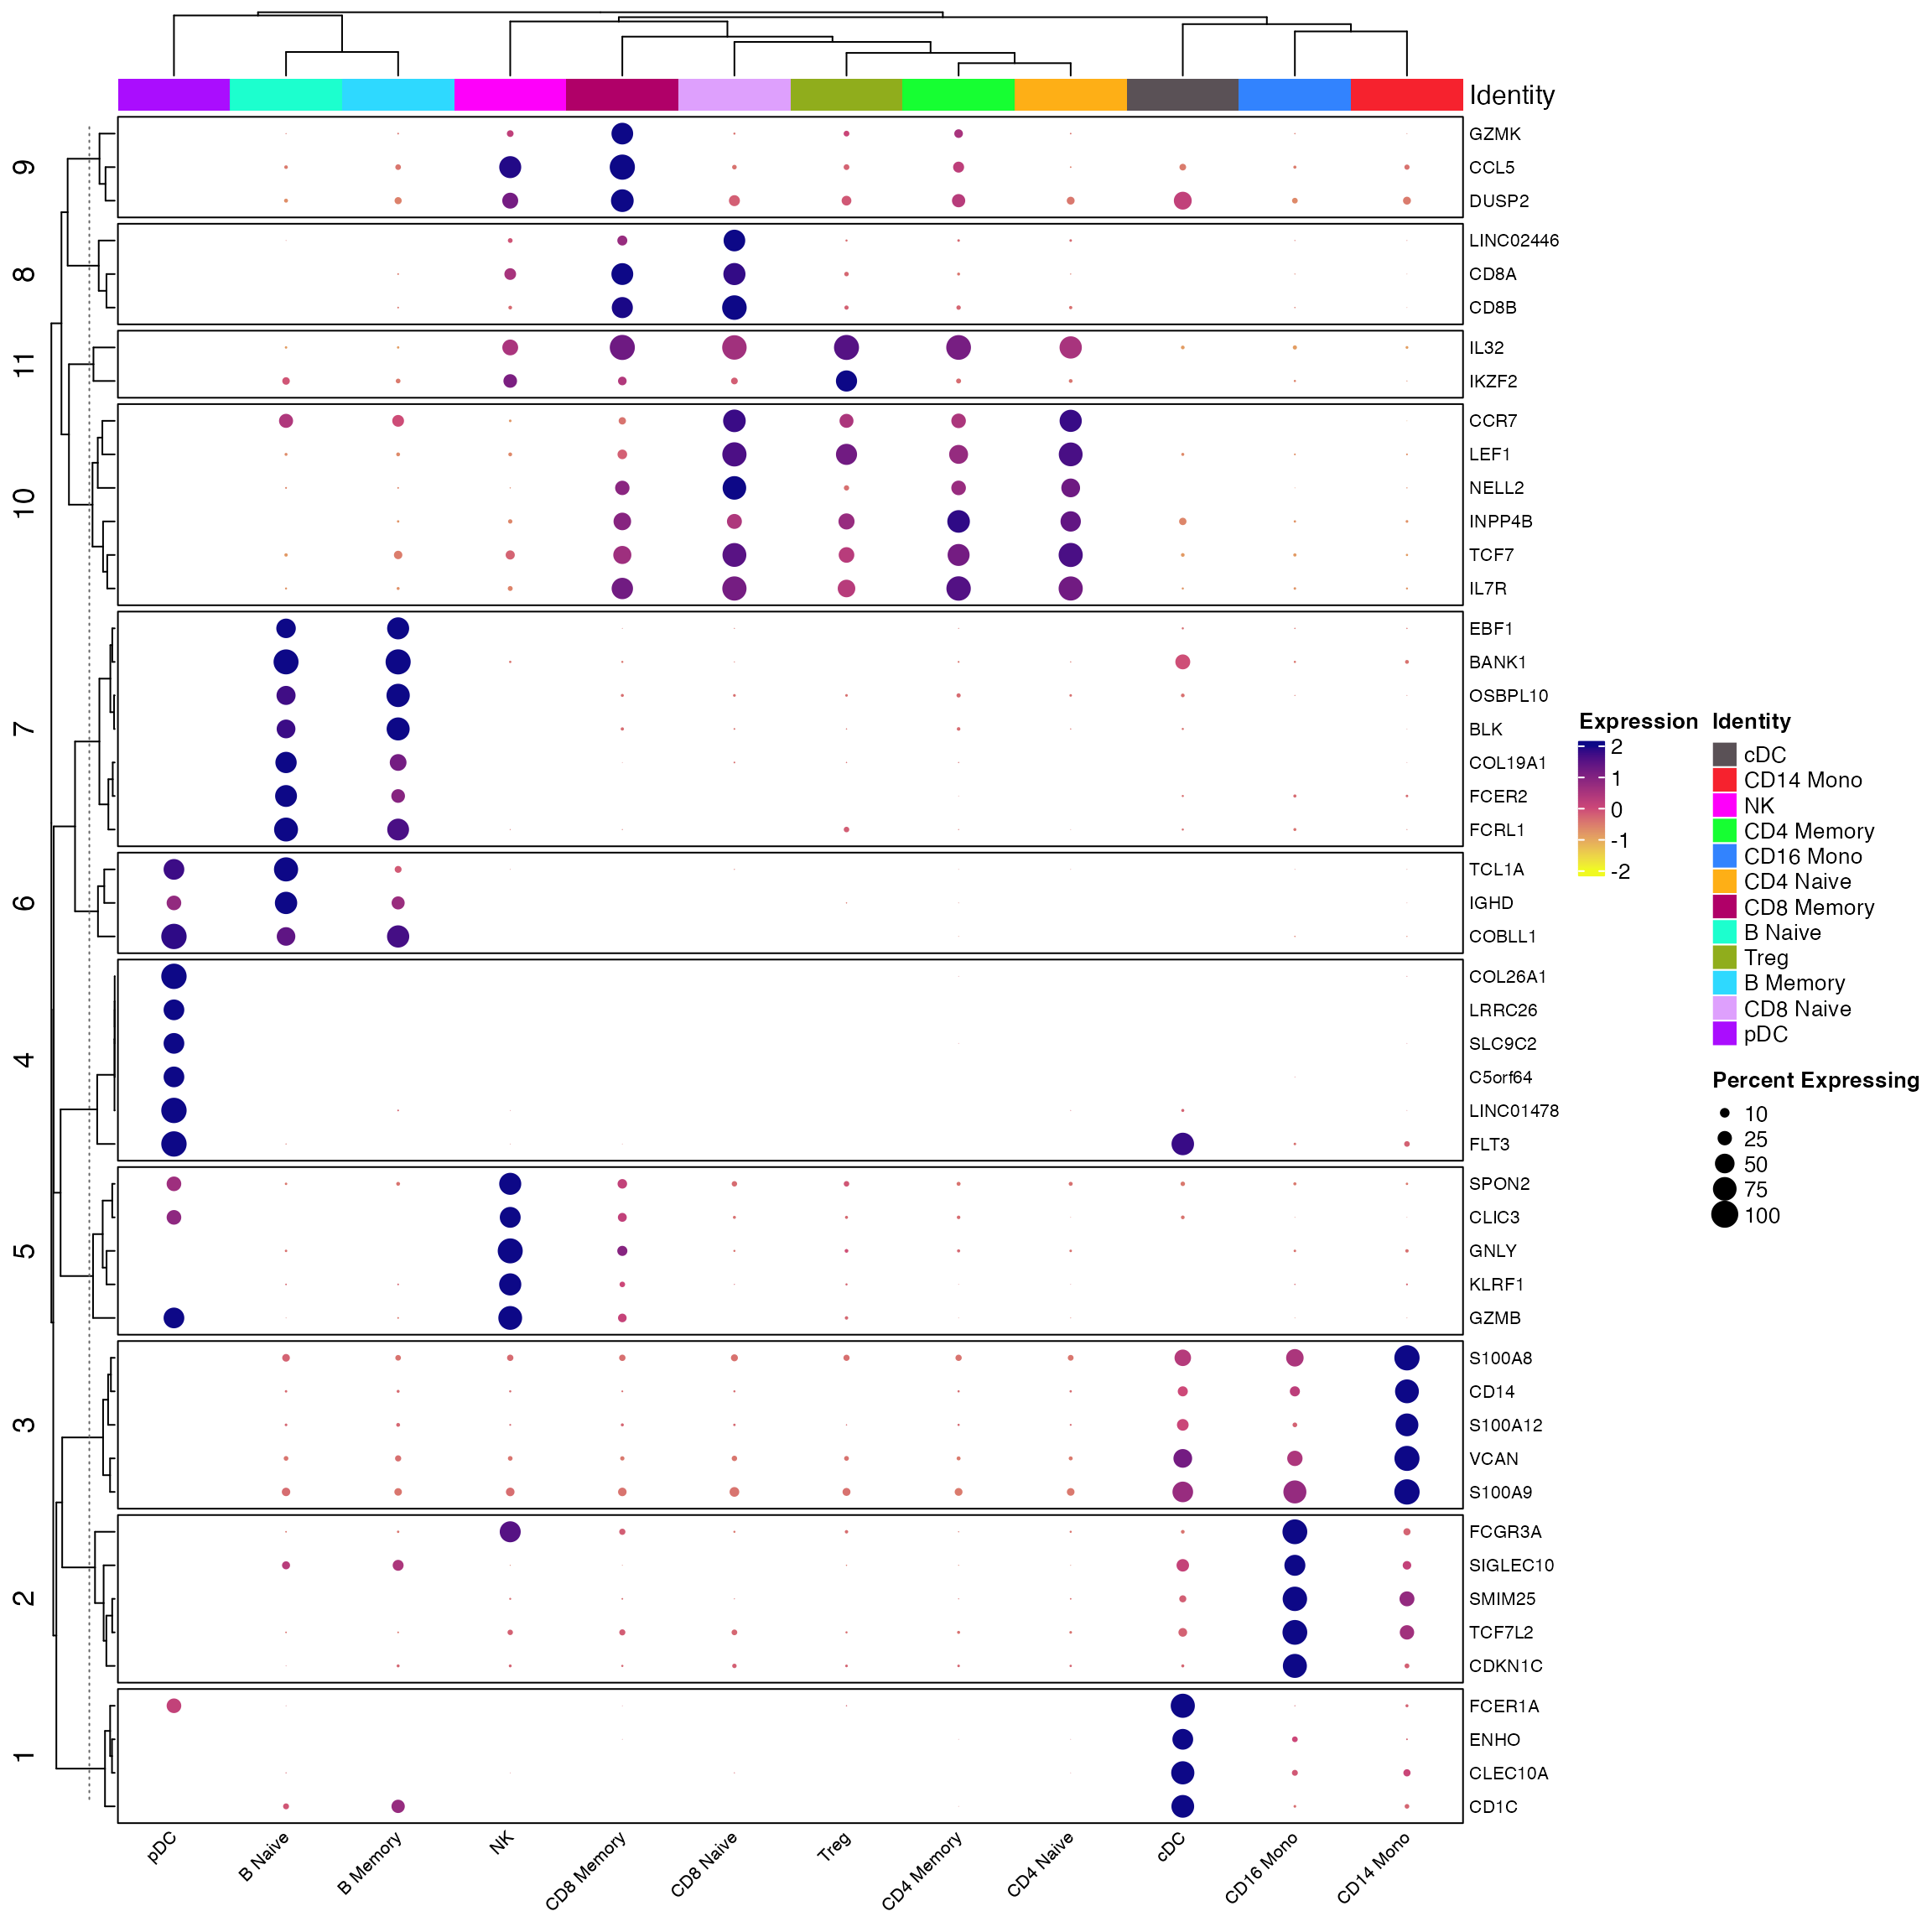 Identity
9
GZMK
CCL5
DUSP2
8
LINC02446
CD8A
CD8B
11
IL32
IKZF2
10
CCR7
LEF1
NELL2
INPP4B
TCF7
IL7R
7
EBF1
BANK1
OSBPL10
BLK
COL19A1
FCER2
FCRL1
6
TCL1A
IGHD
COBLL1
4
COL26A1
LRRC26
SLC9C2
C5orf64
LINC01478
FLT3
5
SPON2
CLIC3
GNLY
KLRF1
GZMB
3
S100A8
CD14
S100A12
VCAN
S100A9
2
FCGR3A
SIGLEC10
SMIM25
TCF7L2
CDKN1C
1
FCER1A
ENHO
CLEC10A
CD1C
pDC
B Naive
B Memory
NK
CD8 Memory
CD8 Naive
Treg
CD4 Memory
CD4 Naive
cDC
CD16 Mono
CD14 Mono
Expression
2
1
0
-1
-2
Identity
cDC
CD14 Mono
NK
CD4 Memory
CD16 Mono
CD4 Naive
CD8 Memory
B Naive
Treg
B Memory
CD8 Naive
pDC
Percent Expressing
10
25
50
75
100